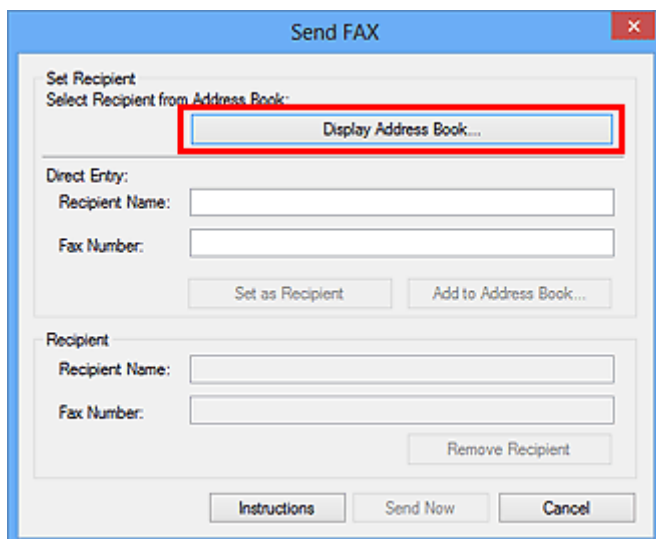 Send FAX
Set Recipient
Select Recipient from Address Book:
Display Address Book...
Direct Entry:
Recipient Name:
Fax Number:
Set as Recipient Add to Address Book...
Recipient
Recipient Name:
Fax Number:
Remove Recipient
Instructions Send Now Cancel